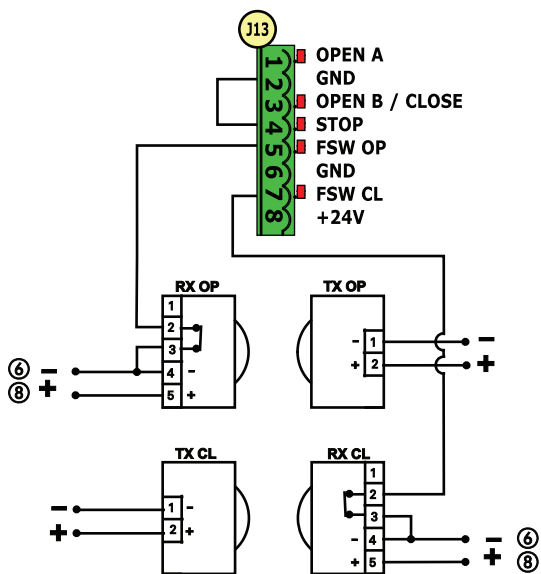 J13
1 OPEN A
2 GND
3 OPEN B / CLOSE
4 STOP
5 FSW OP
6 GND
7 FSW CL
8 +24V
RX OP
1
2
3
4 -
5 +
⑥ -
⑧ +
TX OP
- 1
+ 2
-
+
TX CL
1 -
2 +
-
+
RX CL
1
2
3
- 4
+ 5
- ⑥
+ ⑧